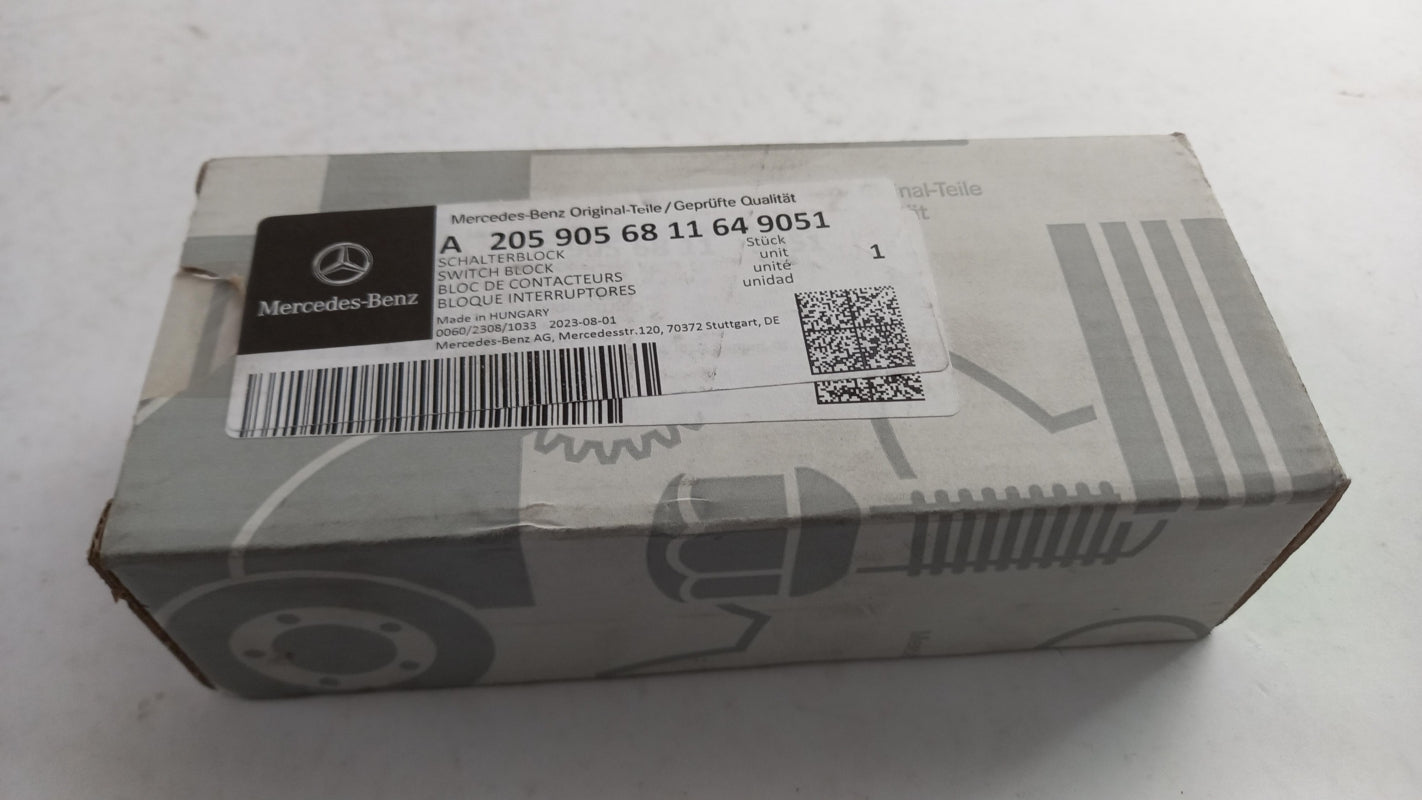 Mercedes-Benz Original-Teile / Geprüfte Qualität
A 205 905 68 11 64 9051
SCHALTERBLOCK
SWITCH BLOCK
BLOC DE CONTACTEURS
BLOQUE INTERRUPTORES
Stück
unit
unité
unidad
1
Made in HUNGARY
0060/2308/1033 2023-08-01
Mercedes-Benz AG, Mercedesstr.120, 70372 Stuttgart, DE
Mercedes-Benz
nal-Teile
ät